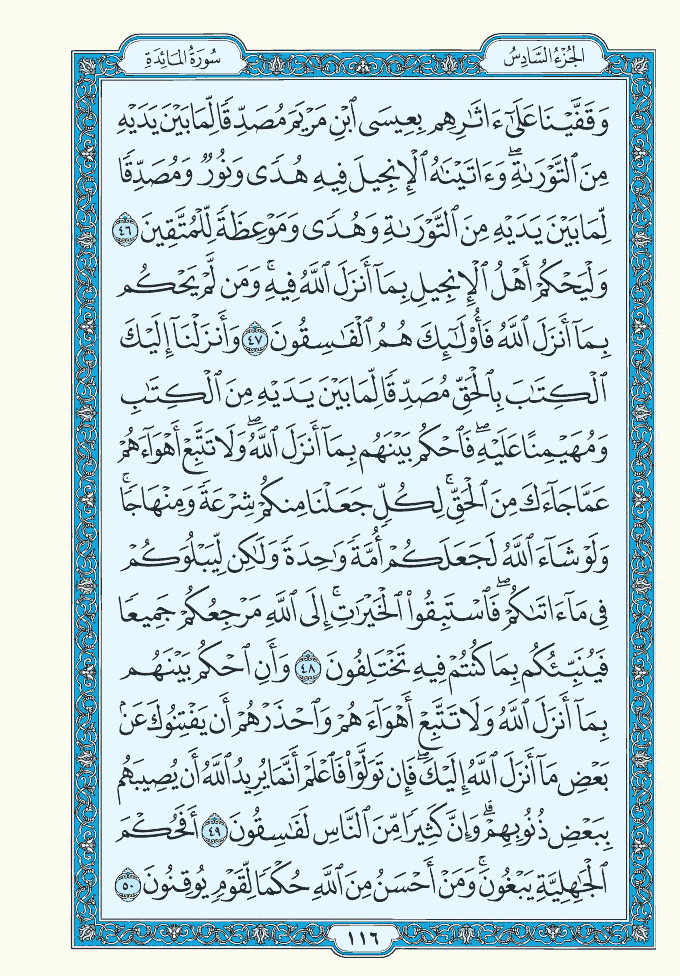 الجُزْءُ السَّادِسُ
سُورَةُ المَائِدَةِ
وَقَفَّيْنَا عَلَىٰٓ ءَاثَٰرِهِم بِعِيسَى ٱبْنِ مَرْيَمَ مُصَدِّقًا لِّمَا بَيْنَ يَدَيْهِ
مِنَ ٱلتَّوْرَىٰةِۖ وَءَاتَيْنَٰهُ ٱلْإِنجِيلَ فِيهِ هُدًى وَنُورٌ وَمُصَدِّقًا
لِّمَا بَيْنَ يَدَيْهِ مِنَ ٱلتَّوْرَىٰةِ وَهُدًى وَمَوْعِظَةً لِّلْمُتَّقِينَ ٤٦
وَلْيَحْكُمْ أَهْلُ ٱلْإِنجِيلِ بِمَآ أَنزَلَ ٱللَّهُ فِيهِۚ وَمَن لَّمْ يَحْكُم
بِمَآ أَنزَلَ ٱللَّهُ فَأُو۟لَٰٓئِكَ هُمُ ٱلْفَٰسِقُونَ ٤٧ وَأَنزَلْنَآ إِلَيْكَ
ٱلْكِتَٰبَ بِٱلْحَقِّ مُصَدِّقًا لِّمَا بَيْنَ يَدَيْهِ مِنَ ٱلْكِتَٰبِ
وَمُهَيْمِنًا عَلَيْهِۖ فَٱحْكُم بَيْنَهُم بِمَآ أَنزَلَ ٱللَّهُۖ وَلَا تَتَّبِعْ أَهْوَآءَهُمْ
عَمَّا جَآءَكَ مِنَ ٱلْحَقِّۚ لِكُلٍّ جَعَلْنَا مِنكُمْ شِرْعَةً وَمِنْهَاجًاۚ
وَلَوْ شَآءَ ٱللَّهُ لَجَعَلَكُمْ أُمَّةً وَٰحِدَةً وَلَٰكِن لِّيَبْلُوَكُمْ
فِى مَآ ءَاتَىٰكُمْۖ فَٱسْتَبِقُوا۟ ٱلْخَيْرَٰتِۚ إِلَى ٱللَّهِ مَرْجِعُكُمْ جَمِيعًا
فَيُنَبِّئُكُم بِمَا كُنتُمْ فِيهِ تَخْتَلِفُونَ ٤٨ وَأَنِ ٱحْكُم بَيْنَهُم
بِمَآ أَنزَلَ ٱللَّهُ وَلَا تَتَّبِعْ أَهْوَآءَهُمْ وَٱحْذَرْهُمْ أَن يَفْتِنُوكَ عَنۢ
بَعْضِ مَآ أَنزَلَ ٱللَّهُ إِلَيْكَۖ فَإِن تَوَلَّوْا۟ فَٱعْلَمْ أَنَّمَا يُرِيدُ ٱللَّهُ أَن يُصِيبَهُم
بِبَعْضِ ذُنُوبِهِمْۗ وَإِنَّ كَثِيرًا مِّنَ ٱلنَّاسِ لَفَٰسِقُونَ ٤٩ أَفَحُكْمَ
ٱلْجَٰهِلِيَّةِ يَبْغُونَۚ وَمَنْ أَحْسَنُ مِنَ ٱللَّهِ حُكْمًا لِّقَوْمٍ يُوقِنُونَ ٥٠
١١٦